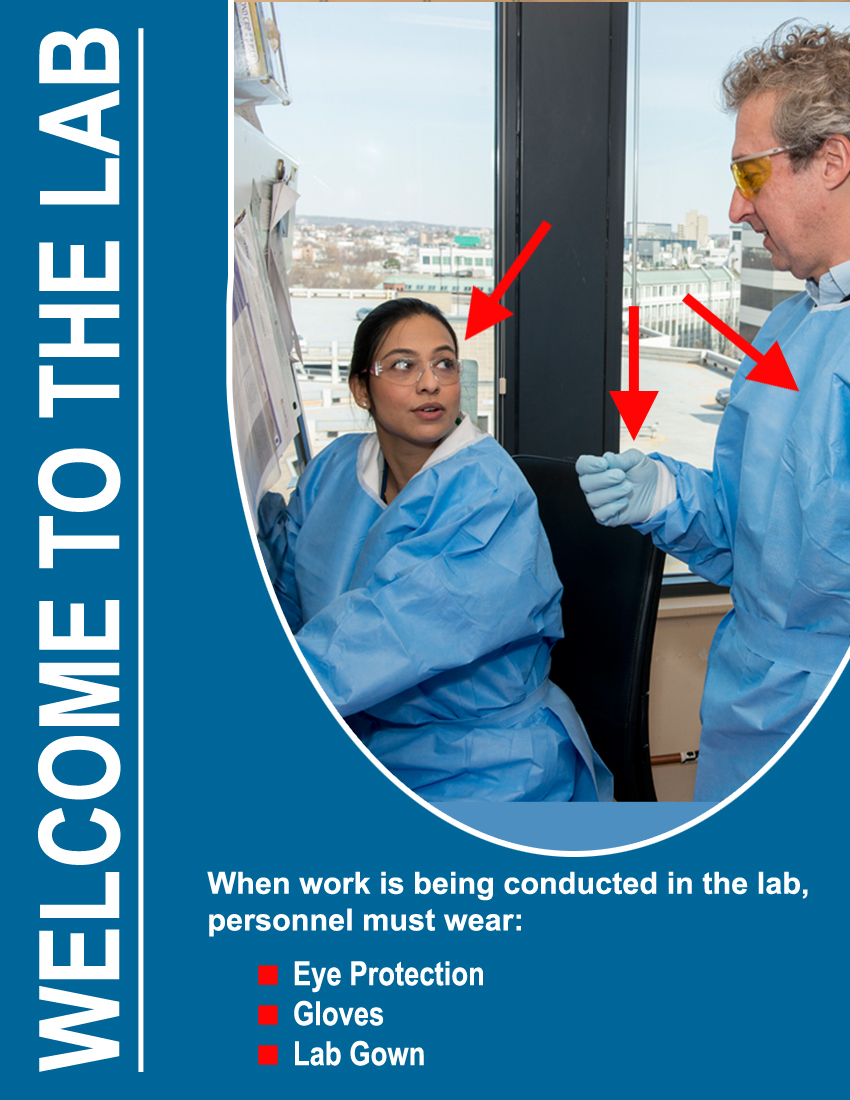 WELCOME TO THE LAB
When work is being conducted in the lab,
personnel must wear:
Eye Protection
Gloves
Lab Gown